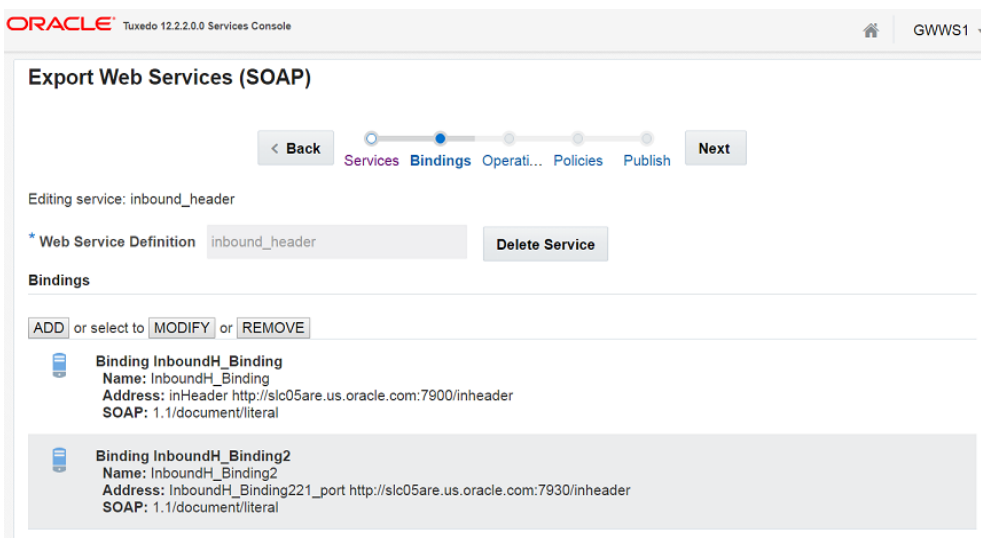 ORACLE Tuxedo 12.2.2.0.0 Services Console GWWS1
Export Web Services (SOAP)
< Back Services Bindings Operati... Policies Publish Next
Editing service: inbound_header
* Web Service Definition inbound_header Delete Service
Bindings
ADD or select to MODIFY or REMOVE
Binding InboundH_Binding
Name: InboundH_Binding
Address: inHeader http://slc05are.us.oracle.com:7900/inheader
SOAP: 1.1/document/literal
Binding InboundH_Binding2
Name: InboundH_Binding2
Address: InboundH_Binding221_port http://slc05are.us.oracle.com:7930/inheader
SOAP: 1.1/document/literal